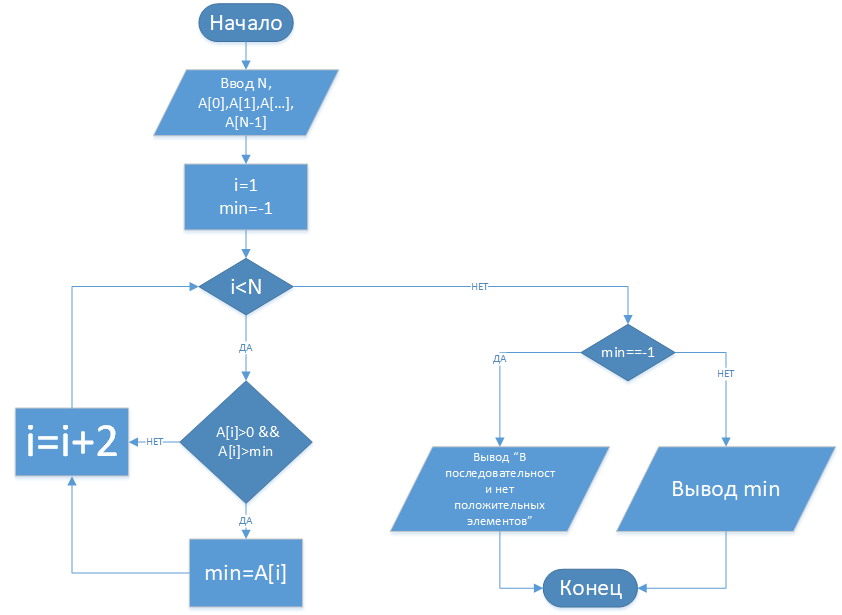 Начало
Ввод N,
A[0],A[1],A[...],
A[N-1]
i=1
min=-1
i<N
НЕТ
ДА
min==-1
ДА
НЕТ
A[i]>0 &&
A[i]>min
НЕТ
i=i+2
ДА
min=A[i]
Вывод “В
последовательност
и нет
положительных
элементов”
Вывод min
Конец